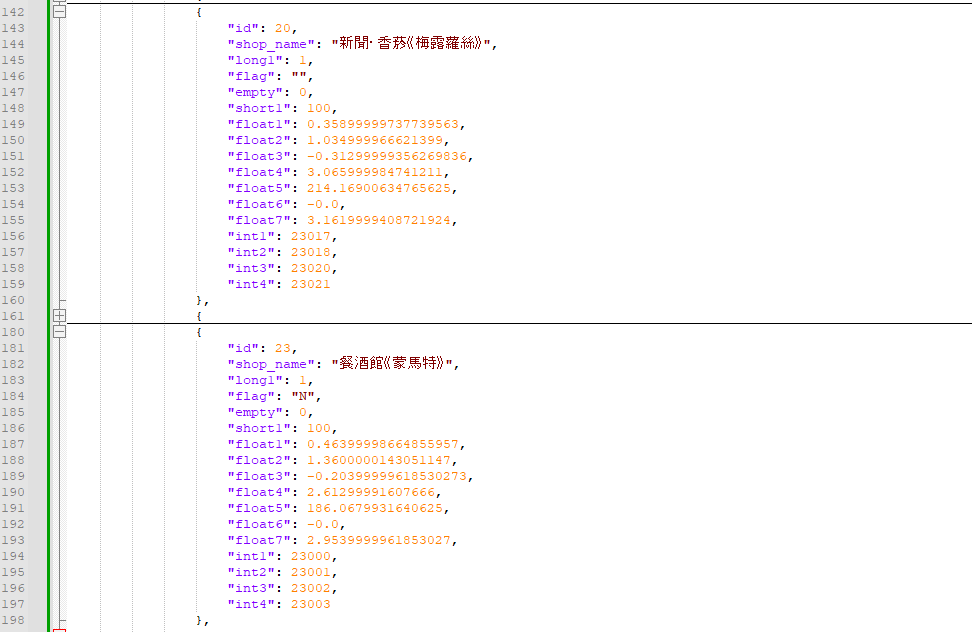 142 {
143 "id": 20,
144 "shop_name": "新聞·香菸《梅露蘿絲》",
145 "long1": 1,
146 "flag": "",
147 "empty": 0,
148 "short1": 100,
149 "float1": 0.35899999737739563,
150 "float2": 1.034999966621399,
151 "float3": -0.31299999356269836,
152 "float4": 3.065999984741211,
153 "float5": 214.16900634765625,
154 "float6": -0.0,
155 "float7": 3.1619999408721924,
156 "int1": 23017,
157 "int2": 23018,
158 "int3": 23020,
159 "int4": 23021
160 },
161 {
180 {
181 "id": 23,
182 "shop_name": "餐酒館《蒙馬特》",
183 "long1": 1,
184 "flag": "N",
185 "empty": 0,
186 "short1": 100,
187 "float1": 0.46399998664855957,
188 "float2": 1.3600000143051147,
189 "float3": -0.20399999618530273,
190 "float4": 2.61299991607666,
191 "float5": 186.0679931640625,
192 "float6": -0.0,
193 "float7": 2.9539999961853027,
194 "int1": 23000,
195 "int2": 23001,
196 "int3": 23002,
197 "int4": 23003
198 },